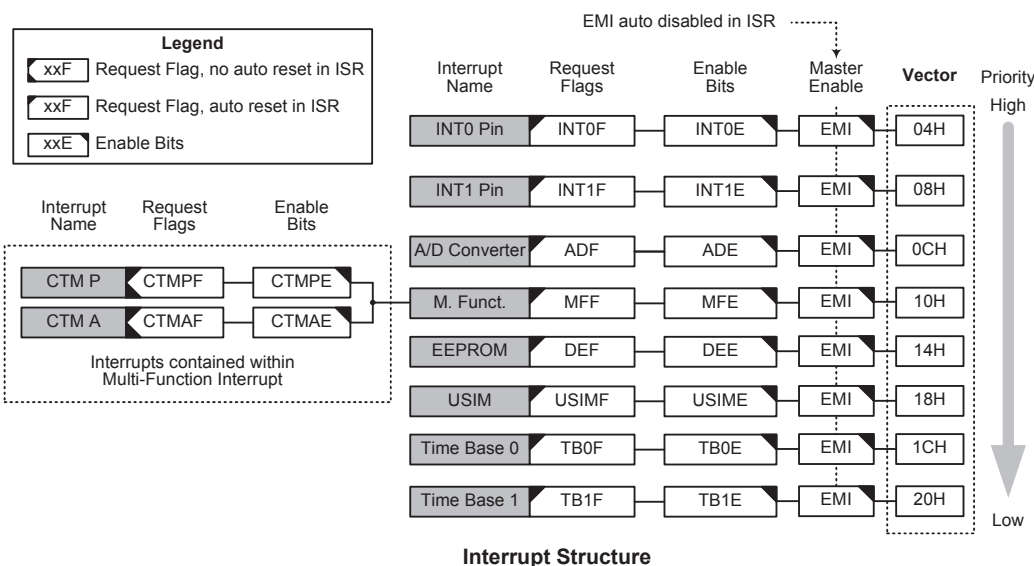 EMI auto disabled in ISR
Legend
xxF Request Flag, no auto reset in ISR
xxF Request Flag, auto reset in ISR
xxE Enable Bits
Interrupt Name Request Flags Enable Bits Master Enable Vector Priority
High
INT0 Pin INT0F INT0E EMI 04H
INT1 Pin INT1F INT1E EMI 08H
Interrupt Name Request Flags Enable Bits
A/D Converter ADF ADE EMI 0CH
CTM P CTMPF CTMPE
M. Funct. MFF MFE EMI 10H
CTM A CTMAF CTMAE
Interrupts contained within
Multi-Function Interrupt
EEPROM DEF DEE EMI 14H
USIM USIMF USIME EMI 18H
Time Base 0 TB0F TB0E EMI 1CH
Time Base 1 TB1F TB1E EMI 20H
Low
Interrupt Structure